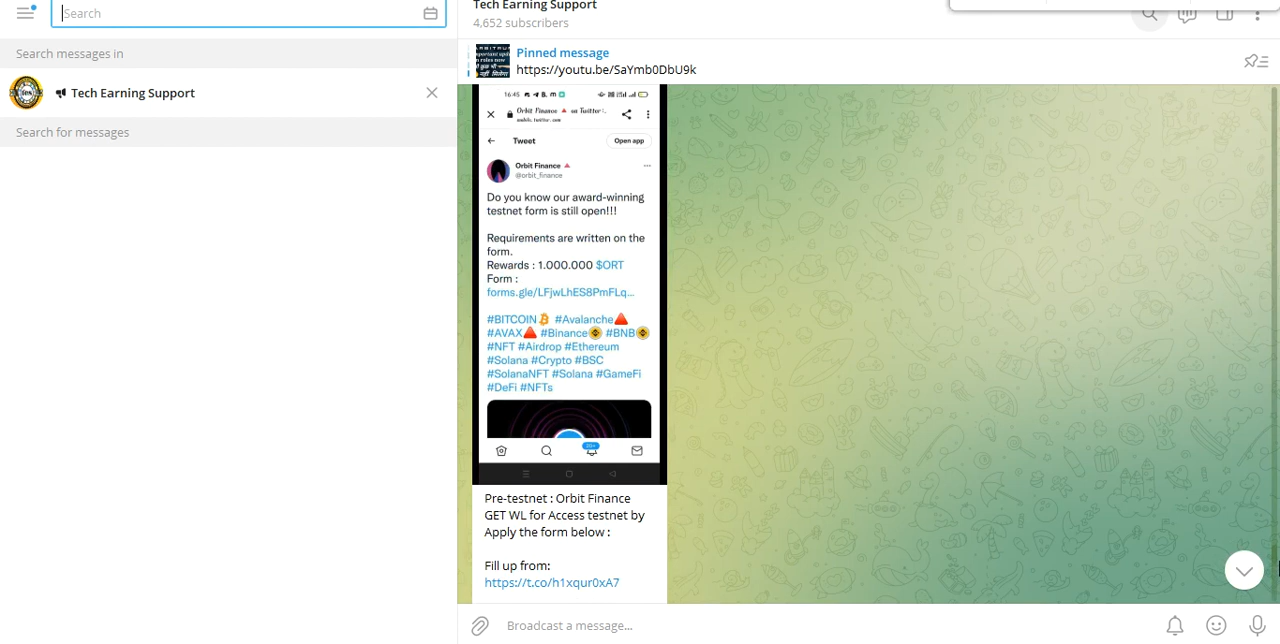 Search
Search messages in
Tech Earning Support
Search for messages
Tech Earning Support
4,652 subscribers
Pinned message
https://youtu.be/SaYmb0DbU9k
16:45
Orbit Finance 🔺 on Twitter:
mobile.twitter.com
Tweet
Open app
Orbit Finance 🔺
@orbit_finance
Do you know our award-winning
testnet form is still open!!!
Requirements are written on the
form.
Rewards : 1.000.000 $ORT
Form :
forms.gle/LFjwLhES8PmFLq...
#BITCOIN #Avalanche🔺
#AVAX🔺 #Binance #BNB
#NFT #Airdrop #Ethereum
#Solana #Crypto #BSC
#SolanaNFT #Solana #GameFi
#DeFi #NFTs
20+
Pre-testnet : Orbit Finance
GET WL for Access testnet by
Apply the form below :
Fill up from:
https://t.co/h1xqur0xA7
Broadcast a message...